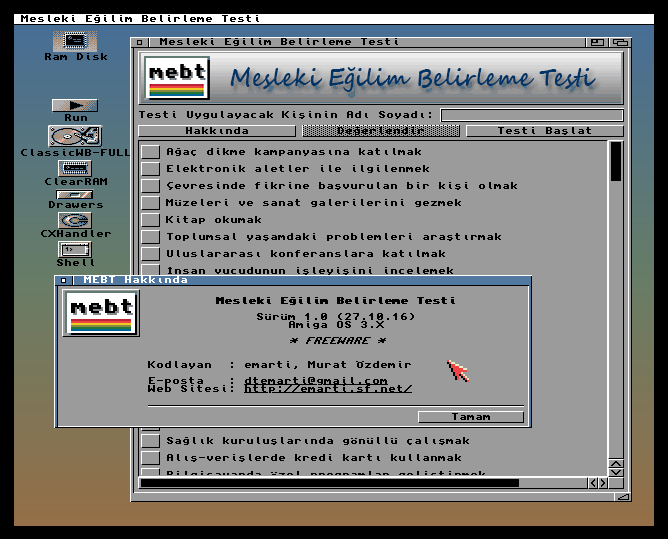 Mesleki Eğilim Belirleme Testi
Ram Disk
Run
ClassicWB-FULL
ClearRAM
Drawers
CXHandler
Shell
Mesleki Eğilim Belirleme Testi
mebt
Mesleki Eğilim Belirleme Testi
Testi Uygulayacak Kişinin Adı Soyadı:
Hakkında
Değerlendir
Testi Başlat
Ağaç dikme kampanyasına katılmak
Elektronik aletler ile ilgilenmek
Çevresinde fikrine başvurulan bir kişi olmak
Müzeleri ve sanat galerilerini gezmek
Kitap okumak
Toplumsal yaşamdaki problemleri araştırmak
Uluslararası konferanslara katılmak
İnsan vucudunun işleyişini incelemek
MEBT Hakkında
mebt
Mesleki Eğilim Belirleme Testi
Sürüm 1.0 (27.10.16)
Amiga OS 3.X
* FREEWARE *
Kodlayan : emarti, Murat Özdemir
E-posta : dtemarti@gmail.com
Web Sitesi: http://emarti.sf.net/
Tamam
Sağlık kuruluşlarında gönüllü çalışmak
Alış-verişlerde kredi kartı kullanmak
Bilgisayarda özel programlar geliştirmek